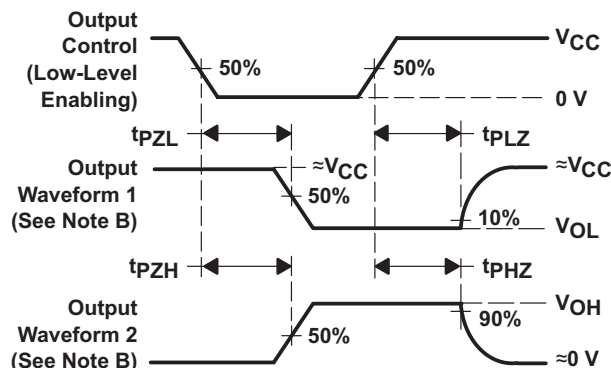 Output
Control
(Low-Level
Enabling)
50%
50%
VCC
0 V
tPZL
tPLZ
Output
Waveform 1
(See Note B)
≈VCC
50%
≈VCC
10%
VOL
tPZH
tPHZ
Output
Waveform 2
(See Note B)
50%
VOH
90%
≈0 V